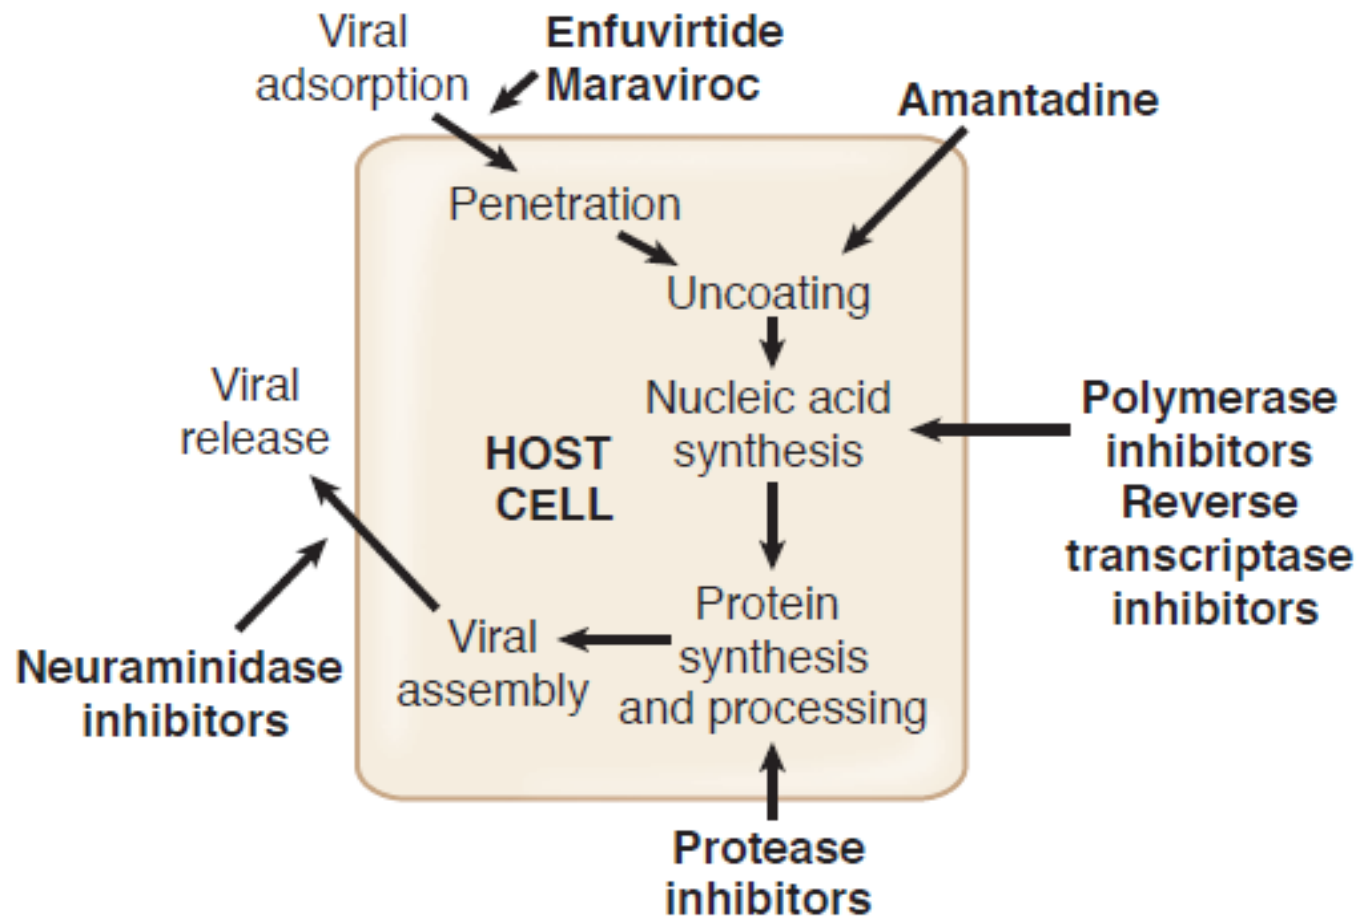 Viral
adsorption
Enfuvirtide
Maraviroc
Amantadine
Penetration
Uncoating
Nucleic acid
synthesis
Polymerase
inhibitors
Reverse
transcriptase
inhibitors
HOST
CELL
Viral
release
Protein
synthesis
and processing
Viral
assembly
Neuraminidase
inhibitors
Protease
inhibitors